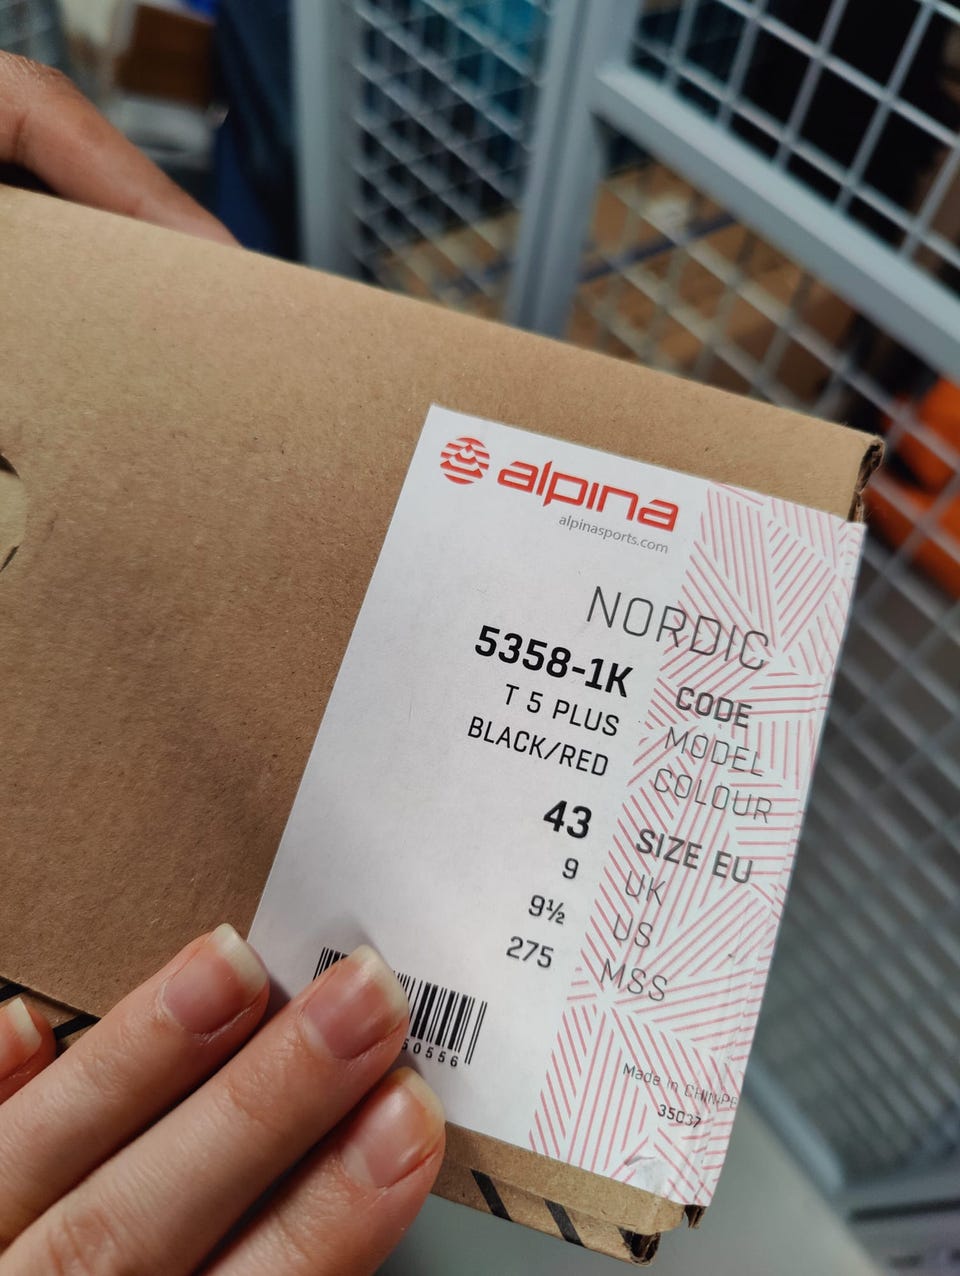 alpina
alpinasports.com
NORDIC
5358-1K CODE
T 5 PLUS MODEL
BLACK/RED COLOUR
43 SIZE EU
9 UK
9½ US
275 MSS
50556
Made in CHINA
35037